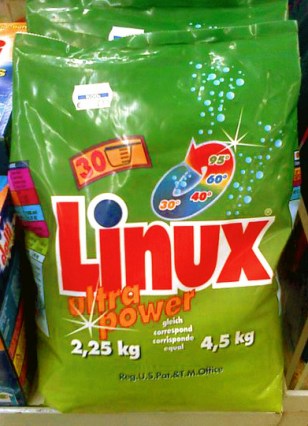 30
95°
60°
40°
30°
Linux®
ultra
power
gleich
correspond
corrisponde
equal
2,25 kg
4,5 kg
Reg.U.S.Pat.&T.M.Office